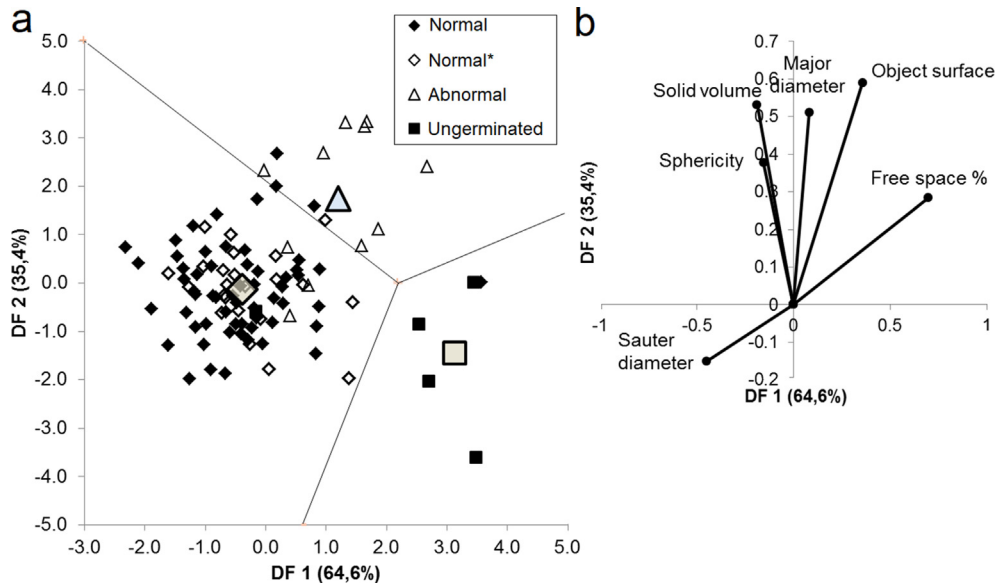 a
5.0
4.0
3.0
2.0
1.0
0.0
-1.0
-2.0
-3.0
-4.0
-5.0
DF 2 (35,4%)
-3.0 -2.0 -1.0 0.0 1.0 2.0 3.0 4.0 5.0
DF 1 (64,6%)
Normal
Normal*
Abnormal
Ungerminated
b
0.7
0.6
0.5
0.4
0.3
0.2
0.1
0
-0.1
-0.2
DF 2 (35,4%)
-1 -0.5 0 0.5 1
DF 1 (64,6%)
Major
diameter
Object surface
Solid volume
Sphericity
Free space %
Sauter
diameter